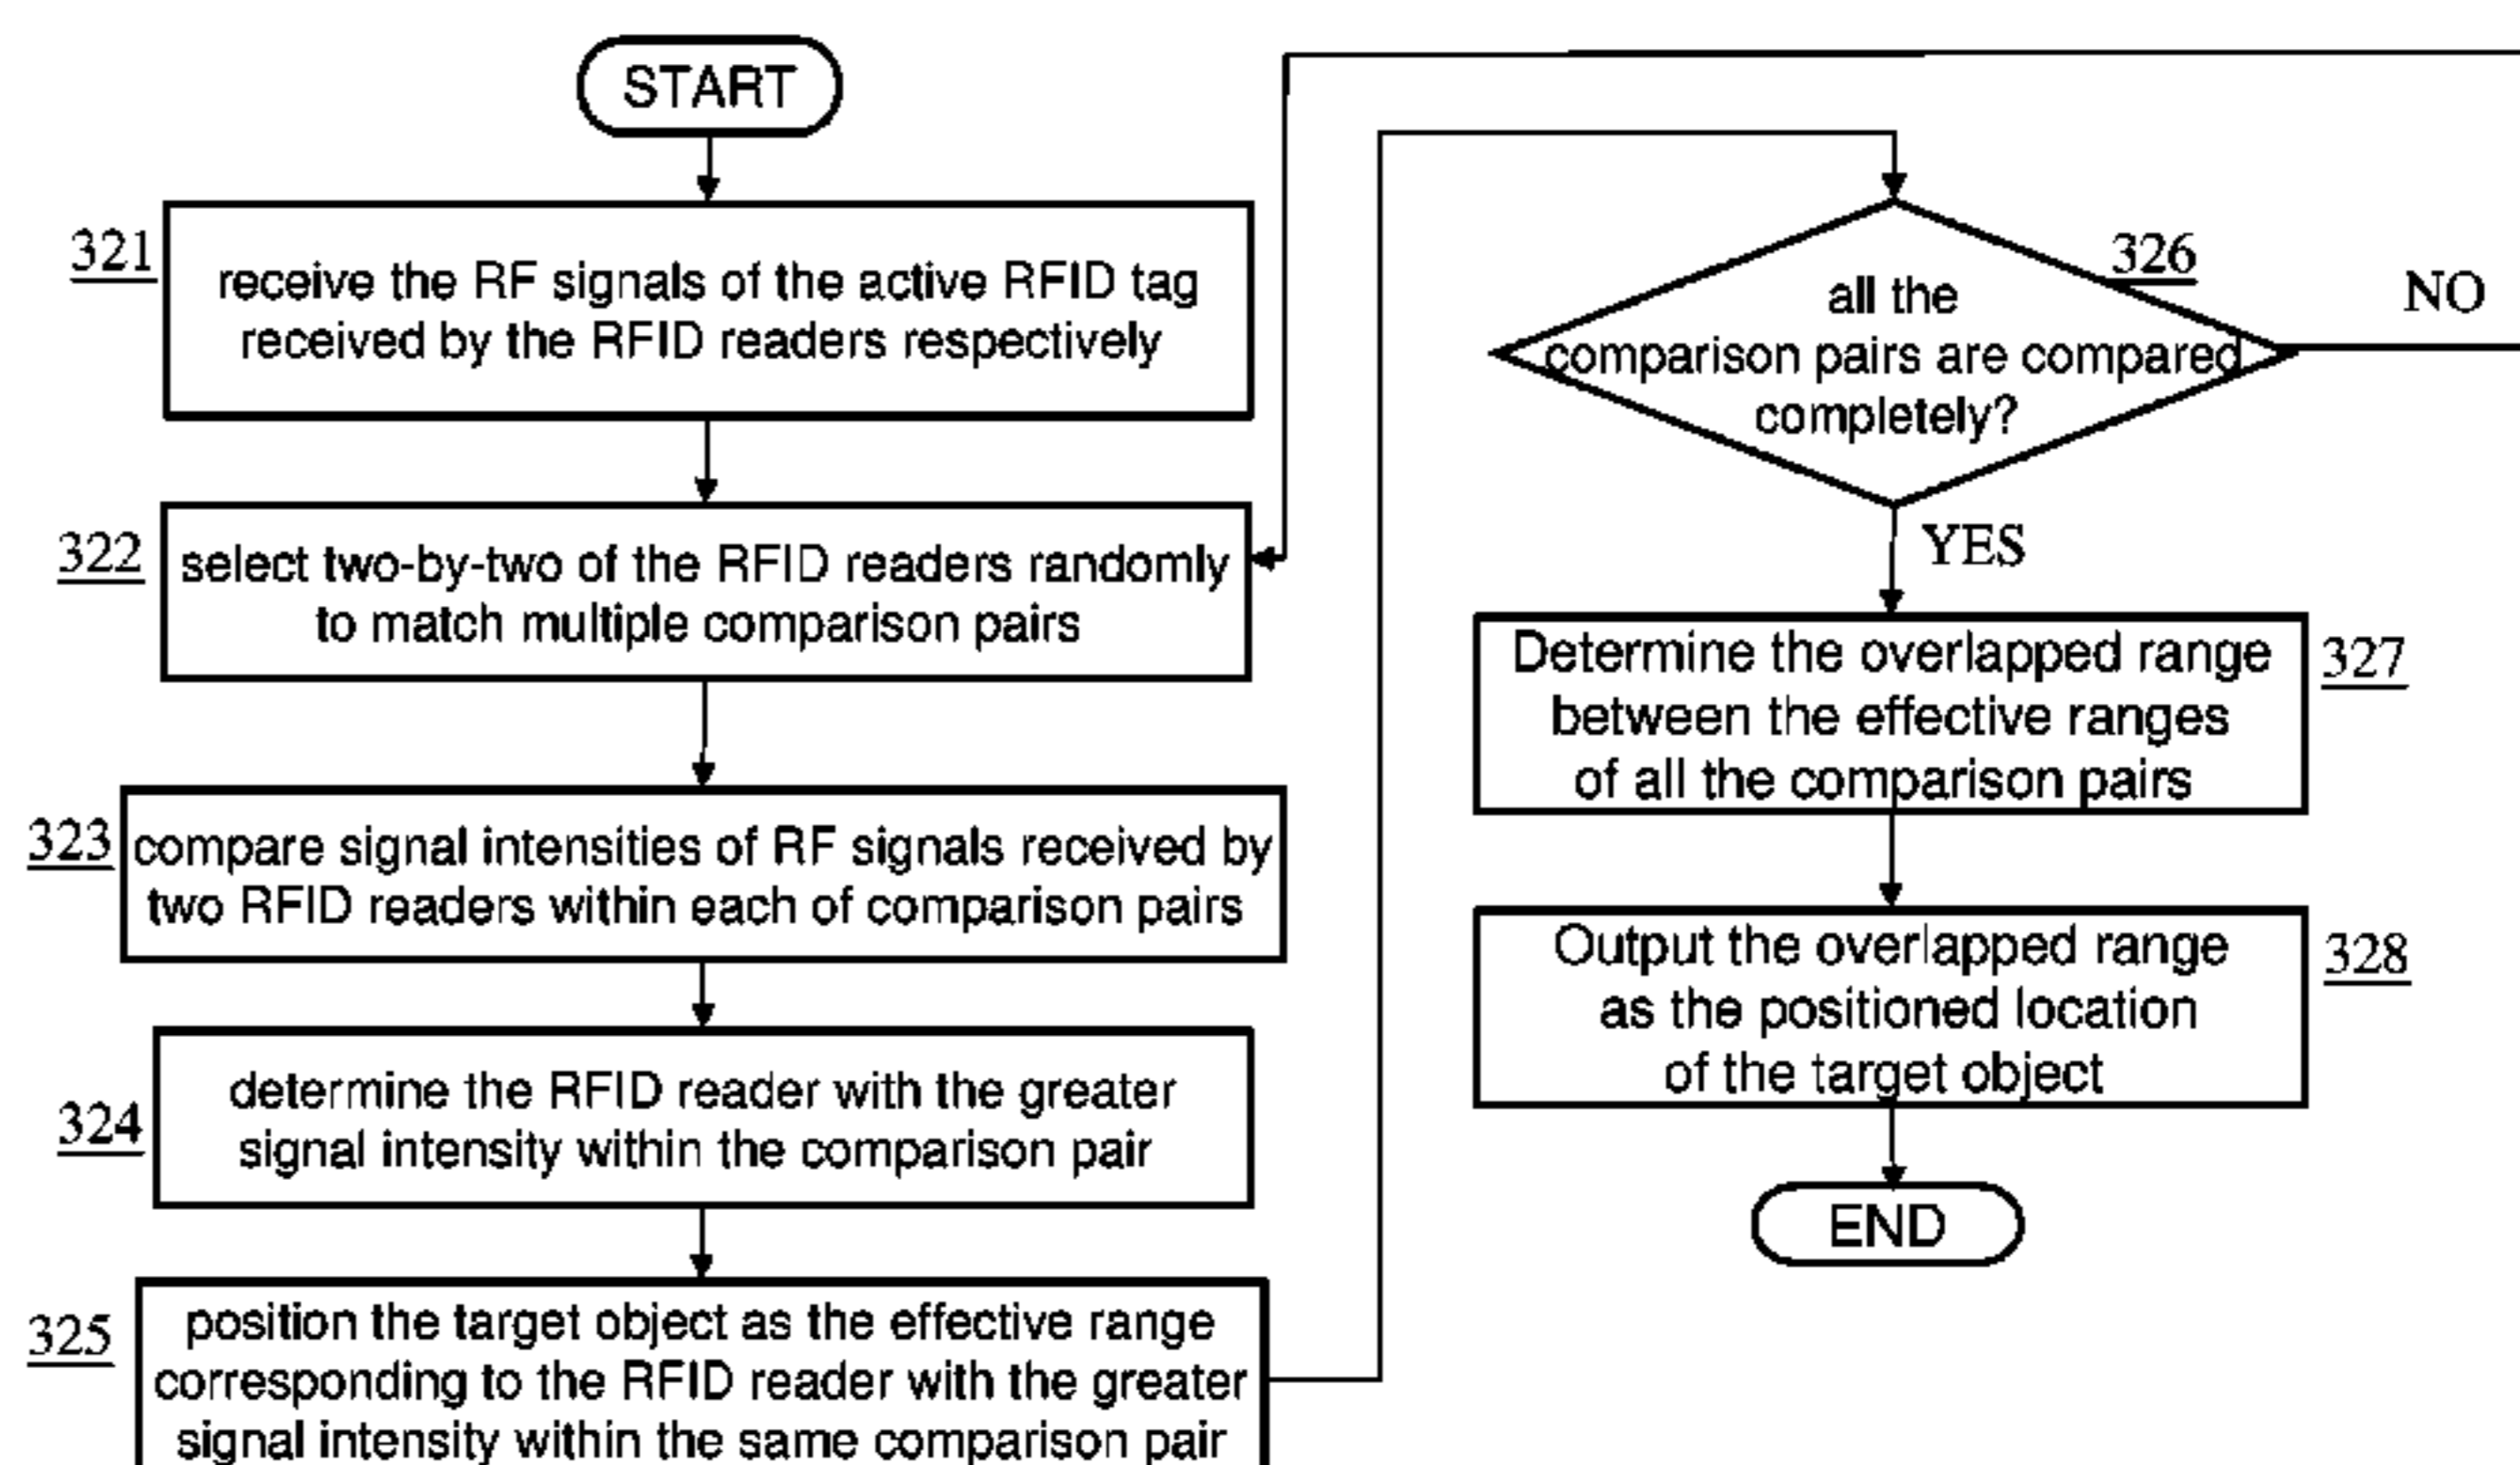 START
321
receive the RF signals of the active RFID tag
received by the RFID readers respectively
322
select two-by-two of the RFID readers randomly
to match multiple comparison pairs
323
compare signal intensities of RF signals received by
two RFID readers within each of comparison pairs
324
determine the RFID reader with the greater
signal intensity within the comparison pair
325
position the target object as the effective range
corresponding to the RFID reader with the greater
signal intensity within the same comparison pair
326
all the
comparison pairs are compared
completely?
NO
YES
Determine the overlapped range
between the effective ranges
of all the comparison pairs
327
Output the overlapped range
as the positioned location
of the target object
328
END